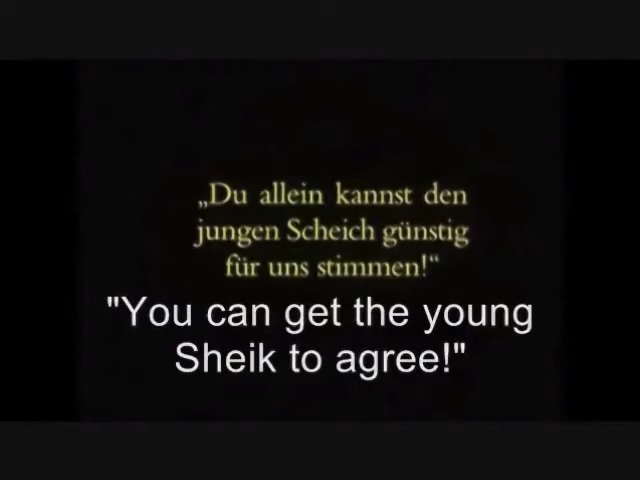 „Du allein kannst den
jungen Scheich günstig
für uns stimmen!“
"You can get the young
Sheik to agree!"